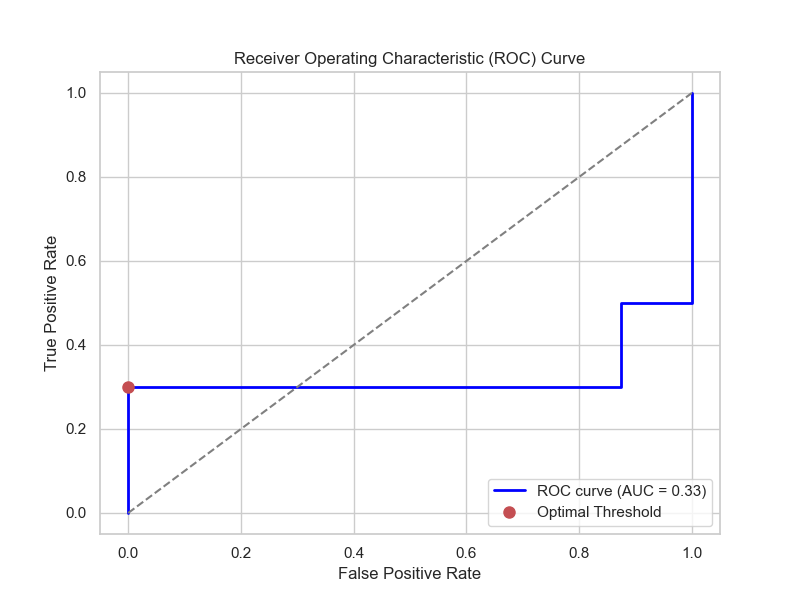 Receiver Operating Characteristic (ROC) Curve
True Positive Rate
1.0
0.8
0.6
0.4
0.2
0.0
ROC curve (AUC = 0.33)
Optimal Threshold
0.0 0.2 0.4 0.6 0.8 1.0
False Positive Rate